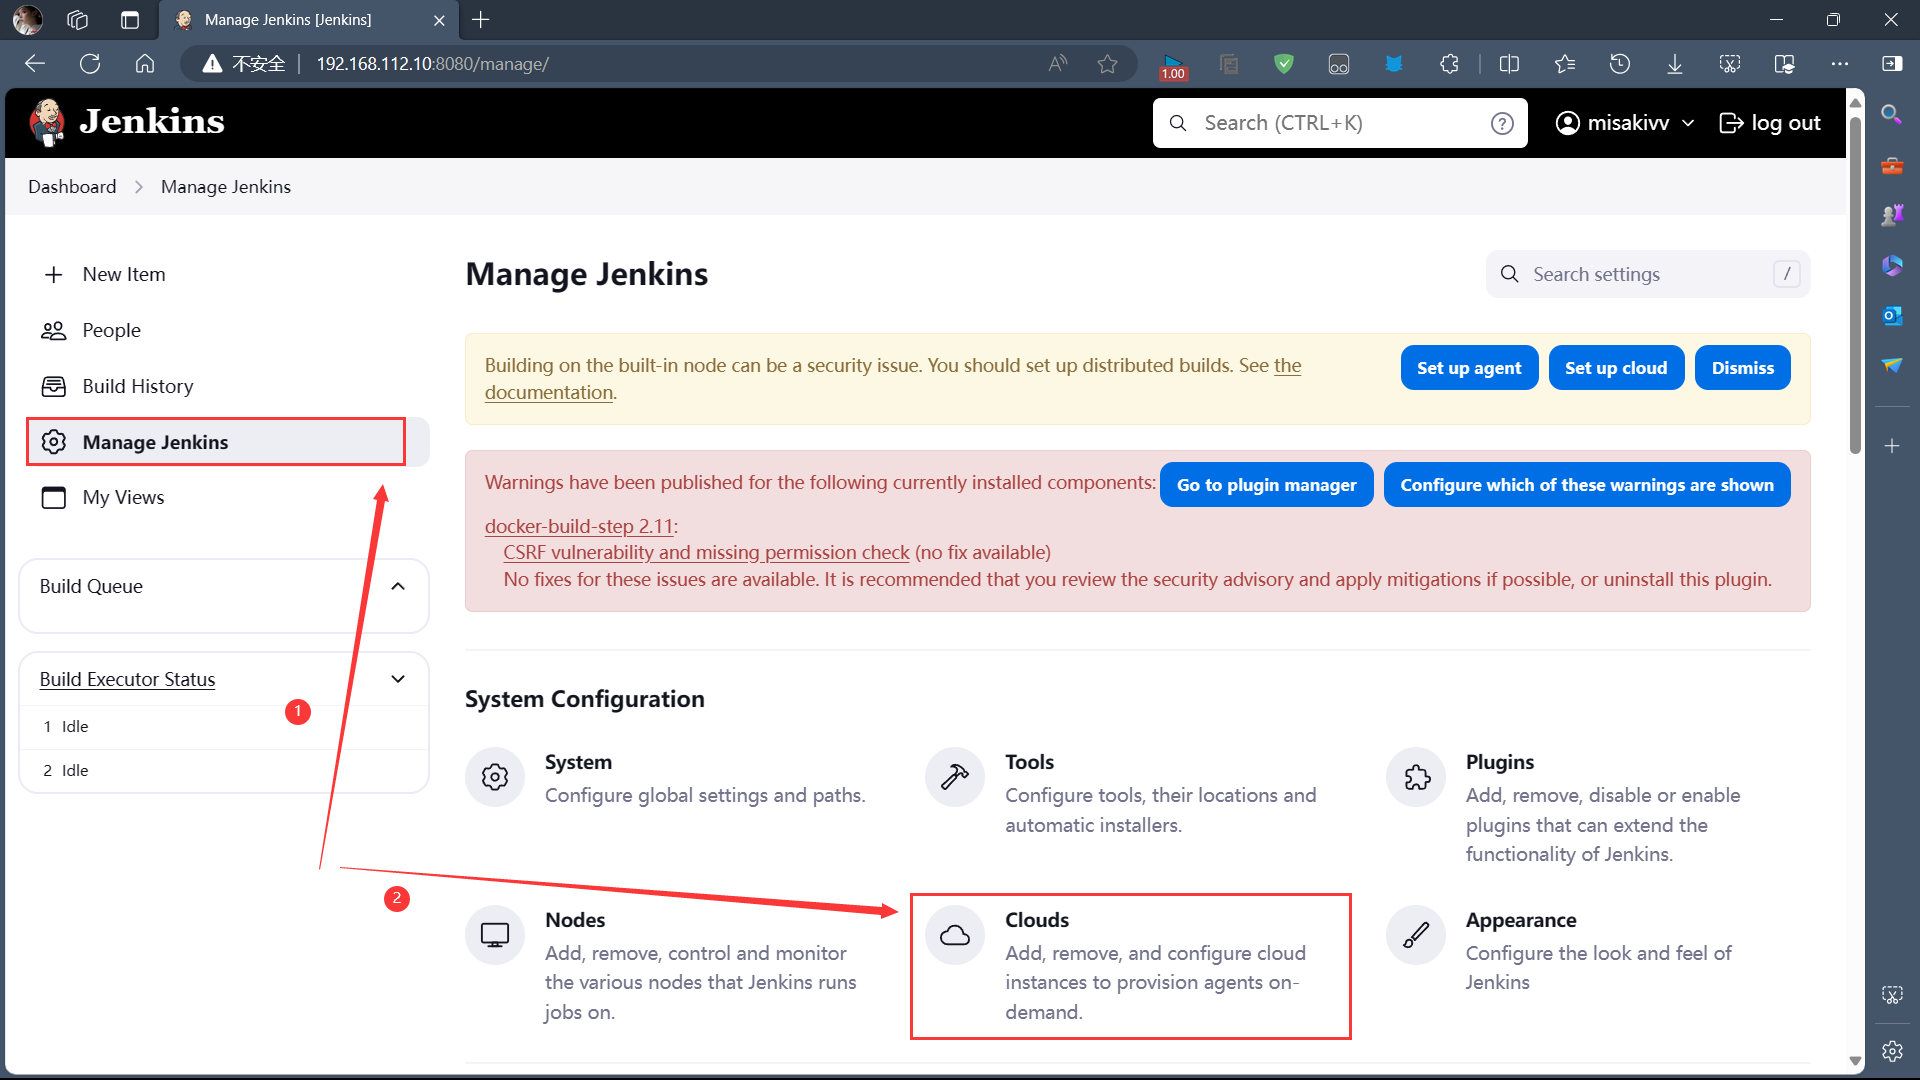 Manage Jenkins [Jenkins]
不安全
192.168.112.10:8080/manage/
1.00
Jenkins
Search (CTRL+K)
misakivv
log out
Dashboard
Manage Jenkins
New Item
People
Build History
Manage Jenkins
My Views
Build Queue
Build Executor Status
1 Idle
2 Idle
1
2
Manage Jenkins
Search settings
/
Building on the built-in node can be a security issue. You should set up distributed builds. See the
documentation.
Set up agent
Set up cloud
Dismiss
Warnings have been published for the following currently installed components:
Go to plugin manager
Configure which of these warnings are shown
docker-build-step 2.11:
CSRF vulnerability and missing permission check (no fix available)
No fixes for these issues are available. It is recommended that you review the security advisory and apply mitigations if possible, or uninstall this plugin.
System Configuration
System
Configure global settings and paths.
Tools
Configure tools, their locations and
automatic installers.
Plugins
Add, remove, disable or enable
plugins that can extend the
functionality of Jenkins.
Nodes
Add, remove, control and monitor
the various nodes that Jenkins runs
jobs on.
Clouds
Add, remove, and configure cloud
instances to provision agents on-
demand.
Appearance
Configure the look and feel of
Jenkins